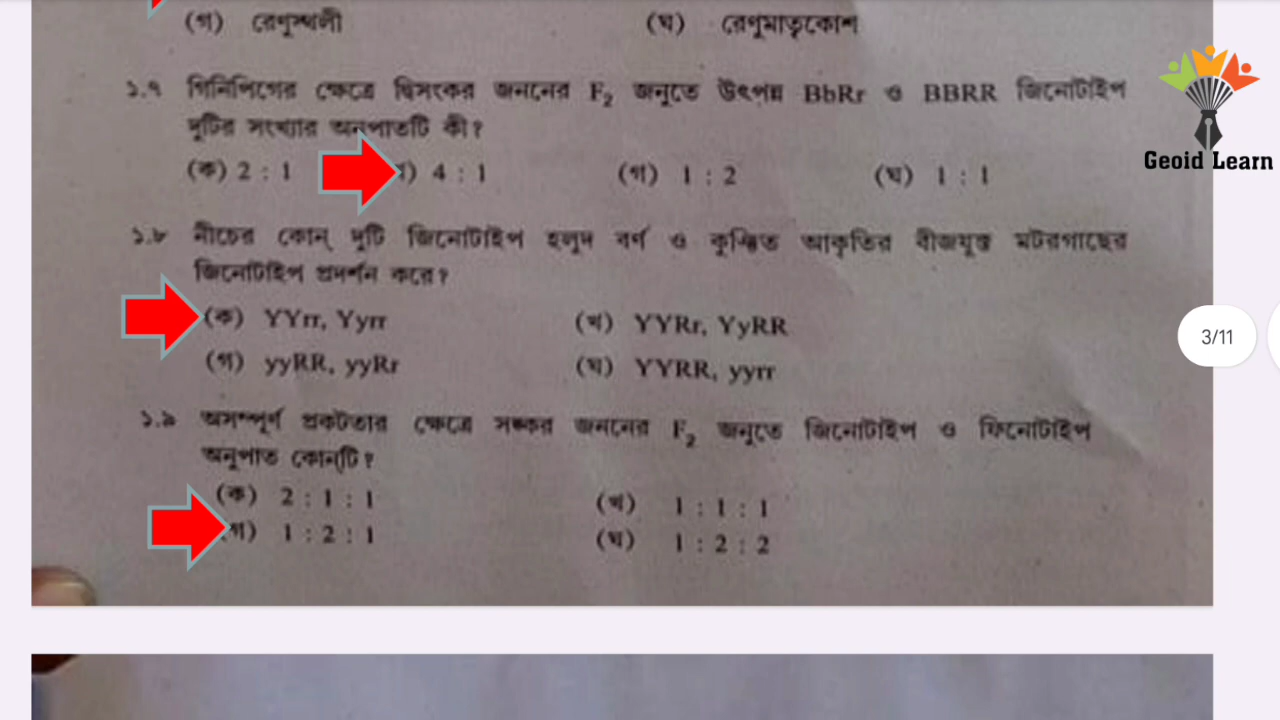 (গ) রেণুস্থলী (ঘ) রেণুমাতৃকোশ
১.৭ গিনিপিগের ক্ষেত্রে দ্বিসংকর জননের F₂ জনুতে উৎপন্ন BbRr ও BBRR জিনোটাইপ
দুটির সংখ্যার অনুপাতটি কী?
(ক) 2 : 1 ) 4 : 1 (গ) 1 : 2 (ঘ) 1 : 1
১.৮ নীচের কোন্ দুটি জিনোটাইপ হলুদ বর্ণ ও কুঞ্চিত আকৃতির বীজযুক্ত মটরগাছের
জিনোটাইপ প্রদর্শন করে?
(ক) YYrr, Yyrr (খ) YYRr, YyRR
(গ) yyRR, yyRr (ঘ) YYRR, yyrr
১.৯ অসম্পূর্ণ প্রকটতার ক্ষেত্রে সঙ্কর জননের F₂ জনুতে জিনোটাইপ ও ফিনোটাইপ
অনুপাত কোন্‌টি?
(ক) 2 : 1 : 1 (খ) 1 : 1 : 1
গ) 1 : 2 : 1 (ঘ) 1 : 2 : 2
Geoid Learn
3/11